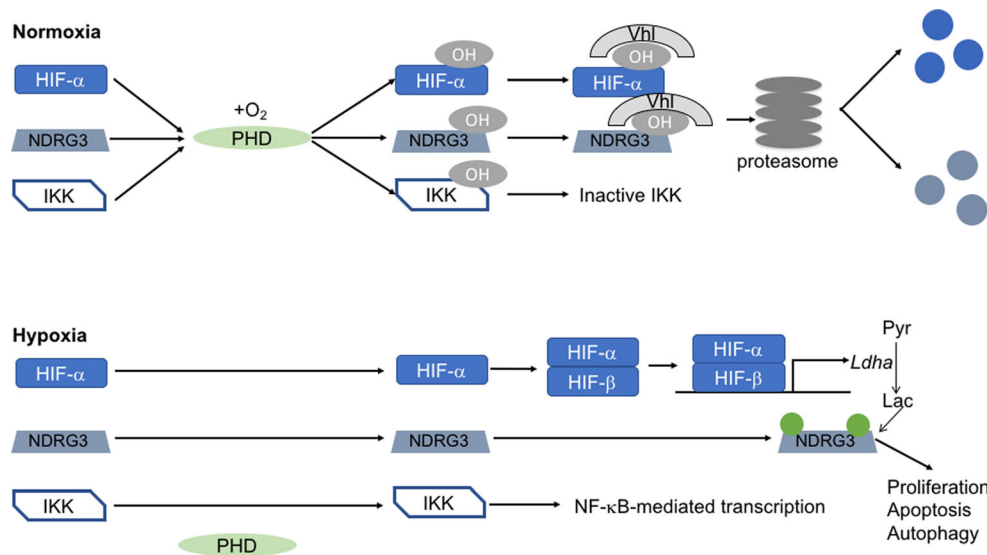 Normoxia
HIF-α
NDRG3
IKK
+O₂
PHD
OH
HIF-α
OH
NDRG3
OH
IKK
Vhl
OH
HIF-α
Vhl
OH
NDRG3
Inactive IKK
proteasome
Hypoxia
HIF-α
HIF-α
HIF-α
HIF-β
HIF-α
HIF-β
Ldha
Pyr
Lac
NDRG3
NDRG3
NDRG3
Proliferation
Apoptosis
Autophagy
IKK
IKK
NF-κB-mediated transcription
PHD